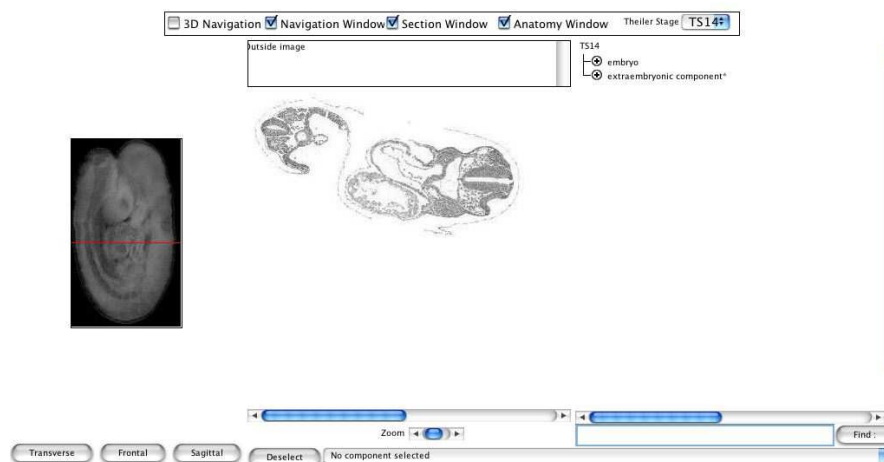 3D Navigation Navigation Window Section Window Anatomy Window Theiler Stage TS14
Outside image
TS14
embryo
extraembryonic component*
Zoom
Find :
Transverse Frontal Sagittal Deselect No component selected